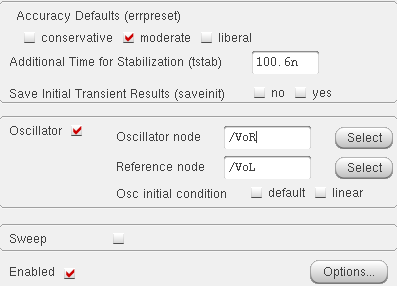 Accuracy Defaults (errpreset)
conservative moderate liberal
Additional Time for Stabilization (tstab) 100.6n
Save Initial Transient Results (saveinit) no yes
Oscillator Oscillator node /VoR Select
Reference node /VoL Select
Osc initial condition default linear
Sweep
Enabled Options...